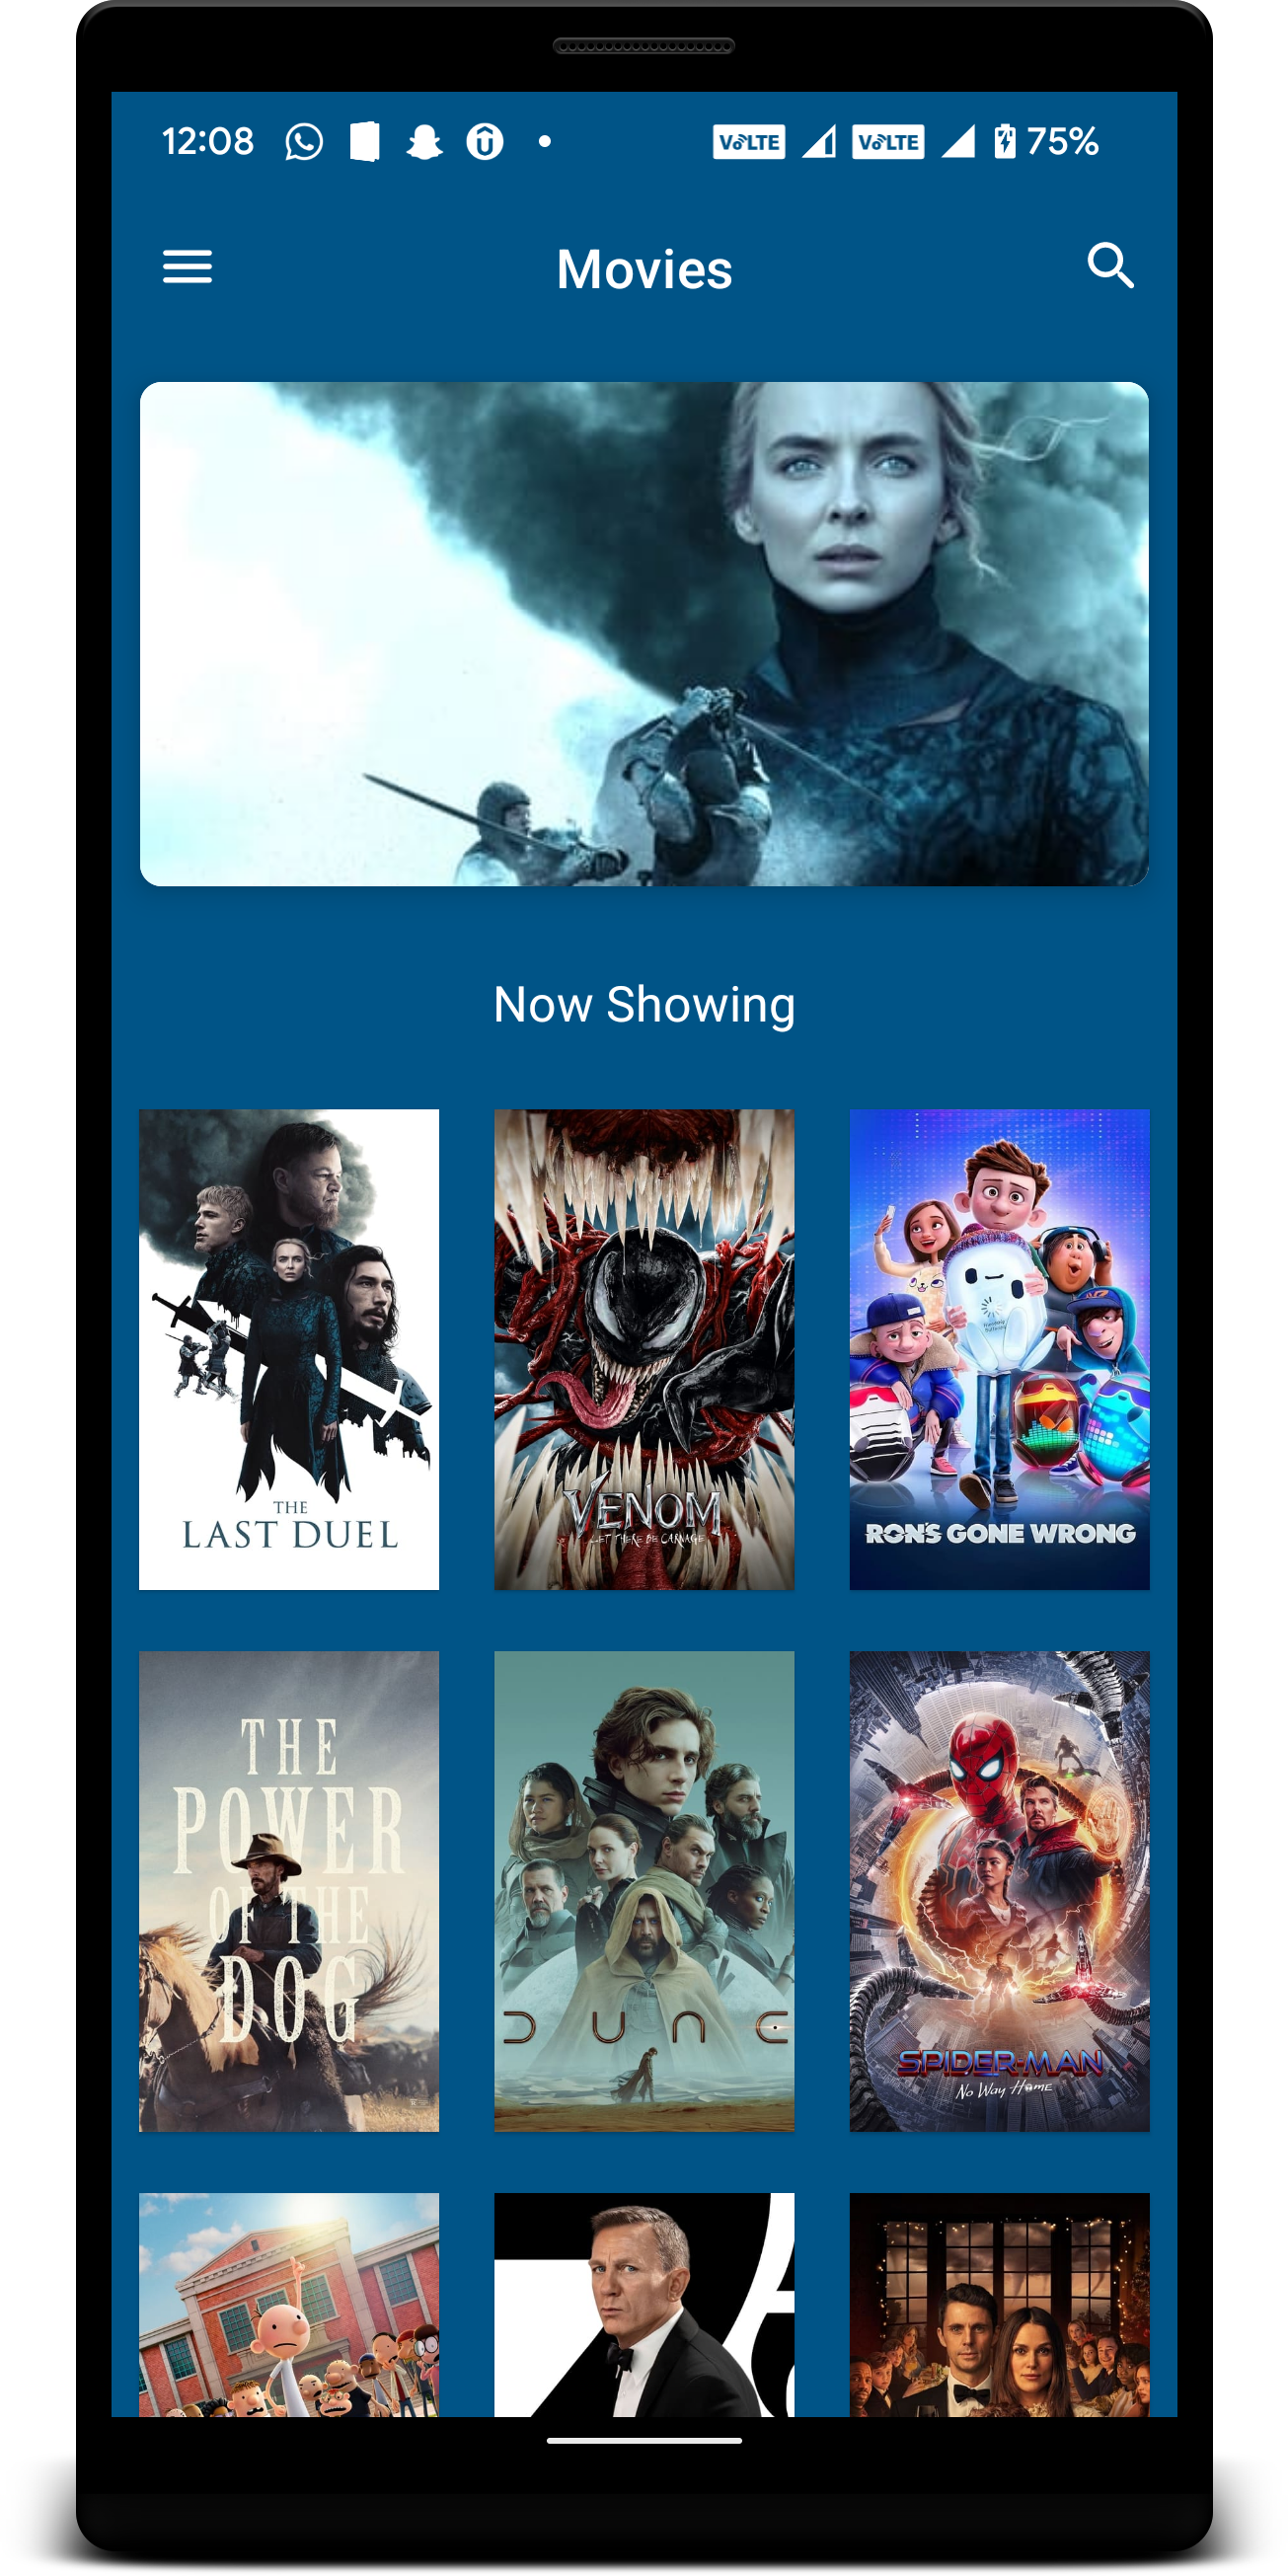 12:08
VoLTE VoLTE 75%
Movies
Now Showing
THE
LAST DUEL
VENOM
LET THERE BE CARNAGE
RON'S GONE WRONG
THE
POWER
OF THE
DOG
DUNE
SPIDER-MAN
NO WAY HOME